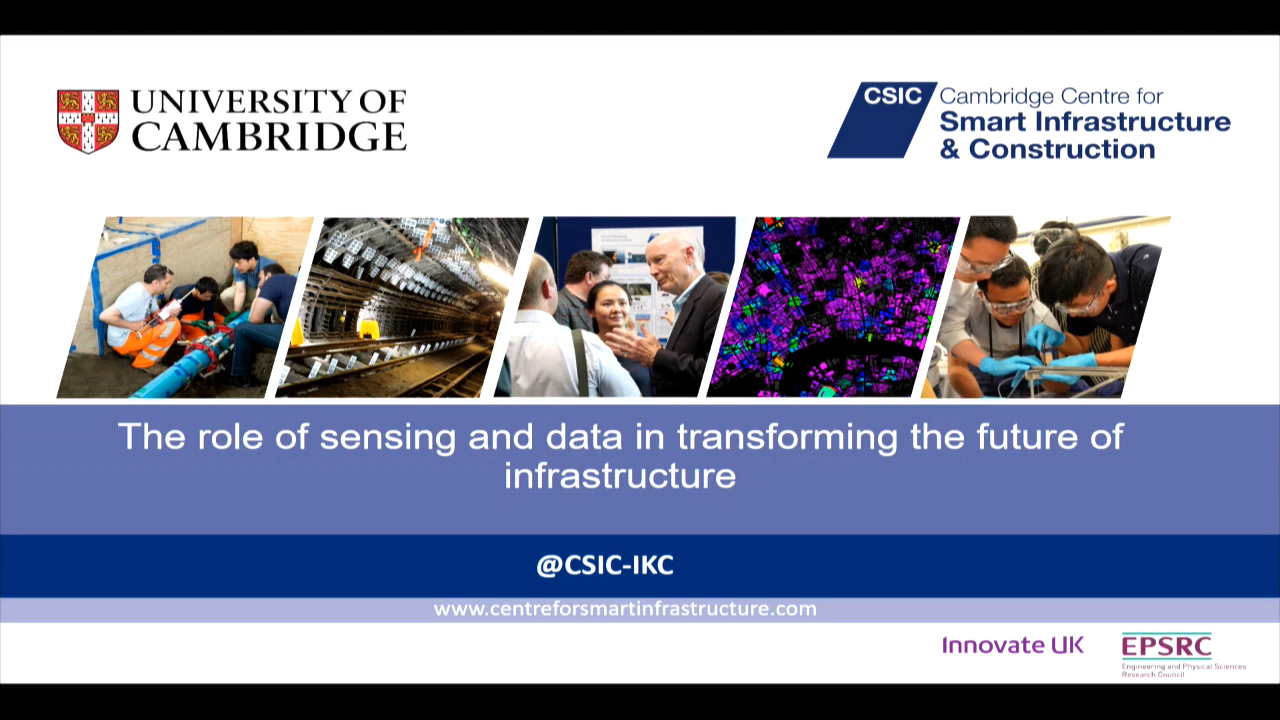 UNIVERSITY OF
CAMBRIDGE
CSIC
Cambridge Centre for
Smart Infrastructure
& Construction
The role of sensing and data in transforming the future of
infrastructure
@CSIC-IKC
www.centreforsmartinfrastructure.com
Innovate UK
EPSRC
Engineering and Physical Sciences
Research Council